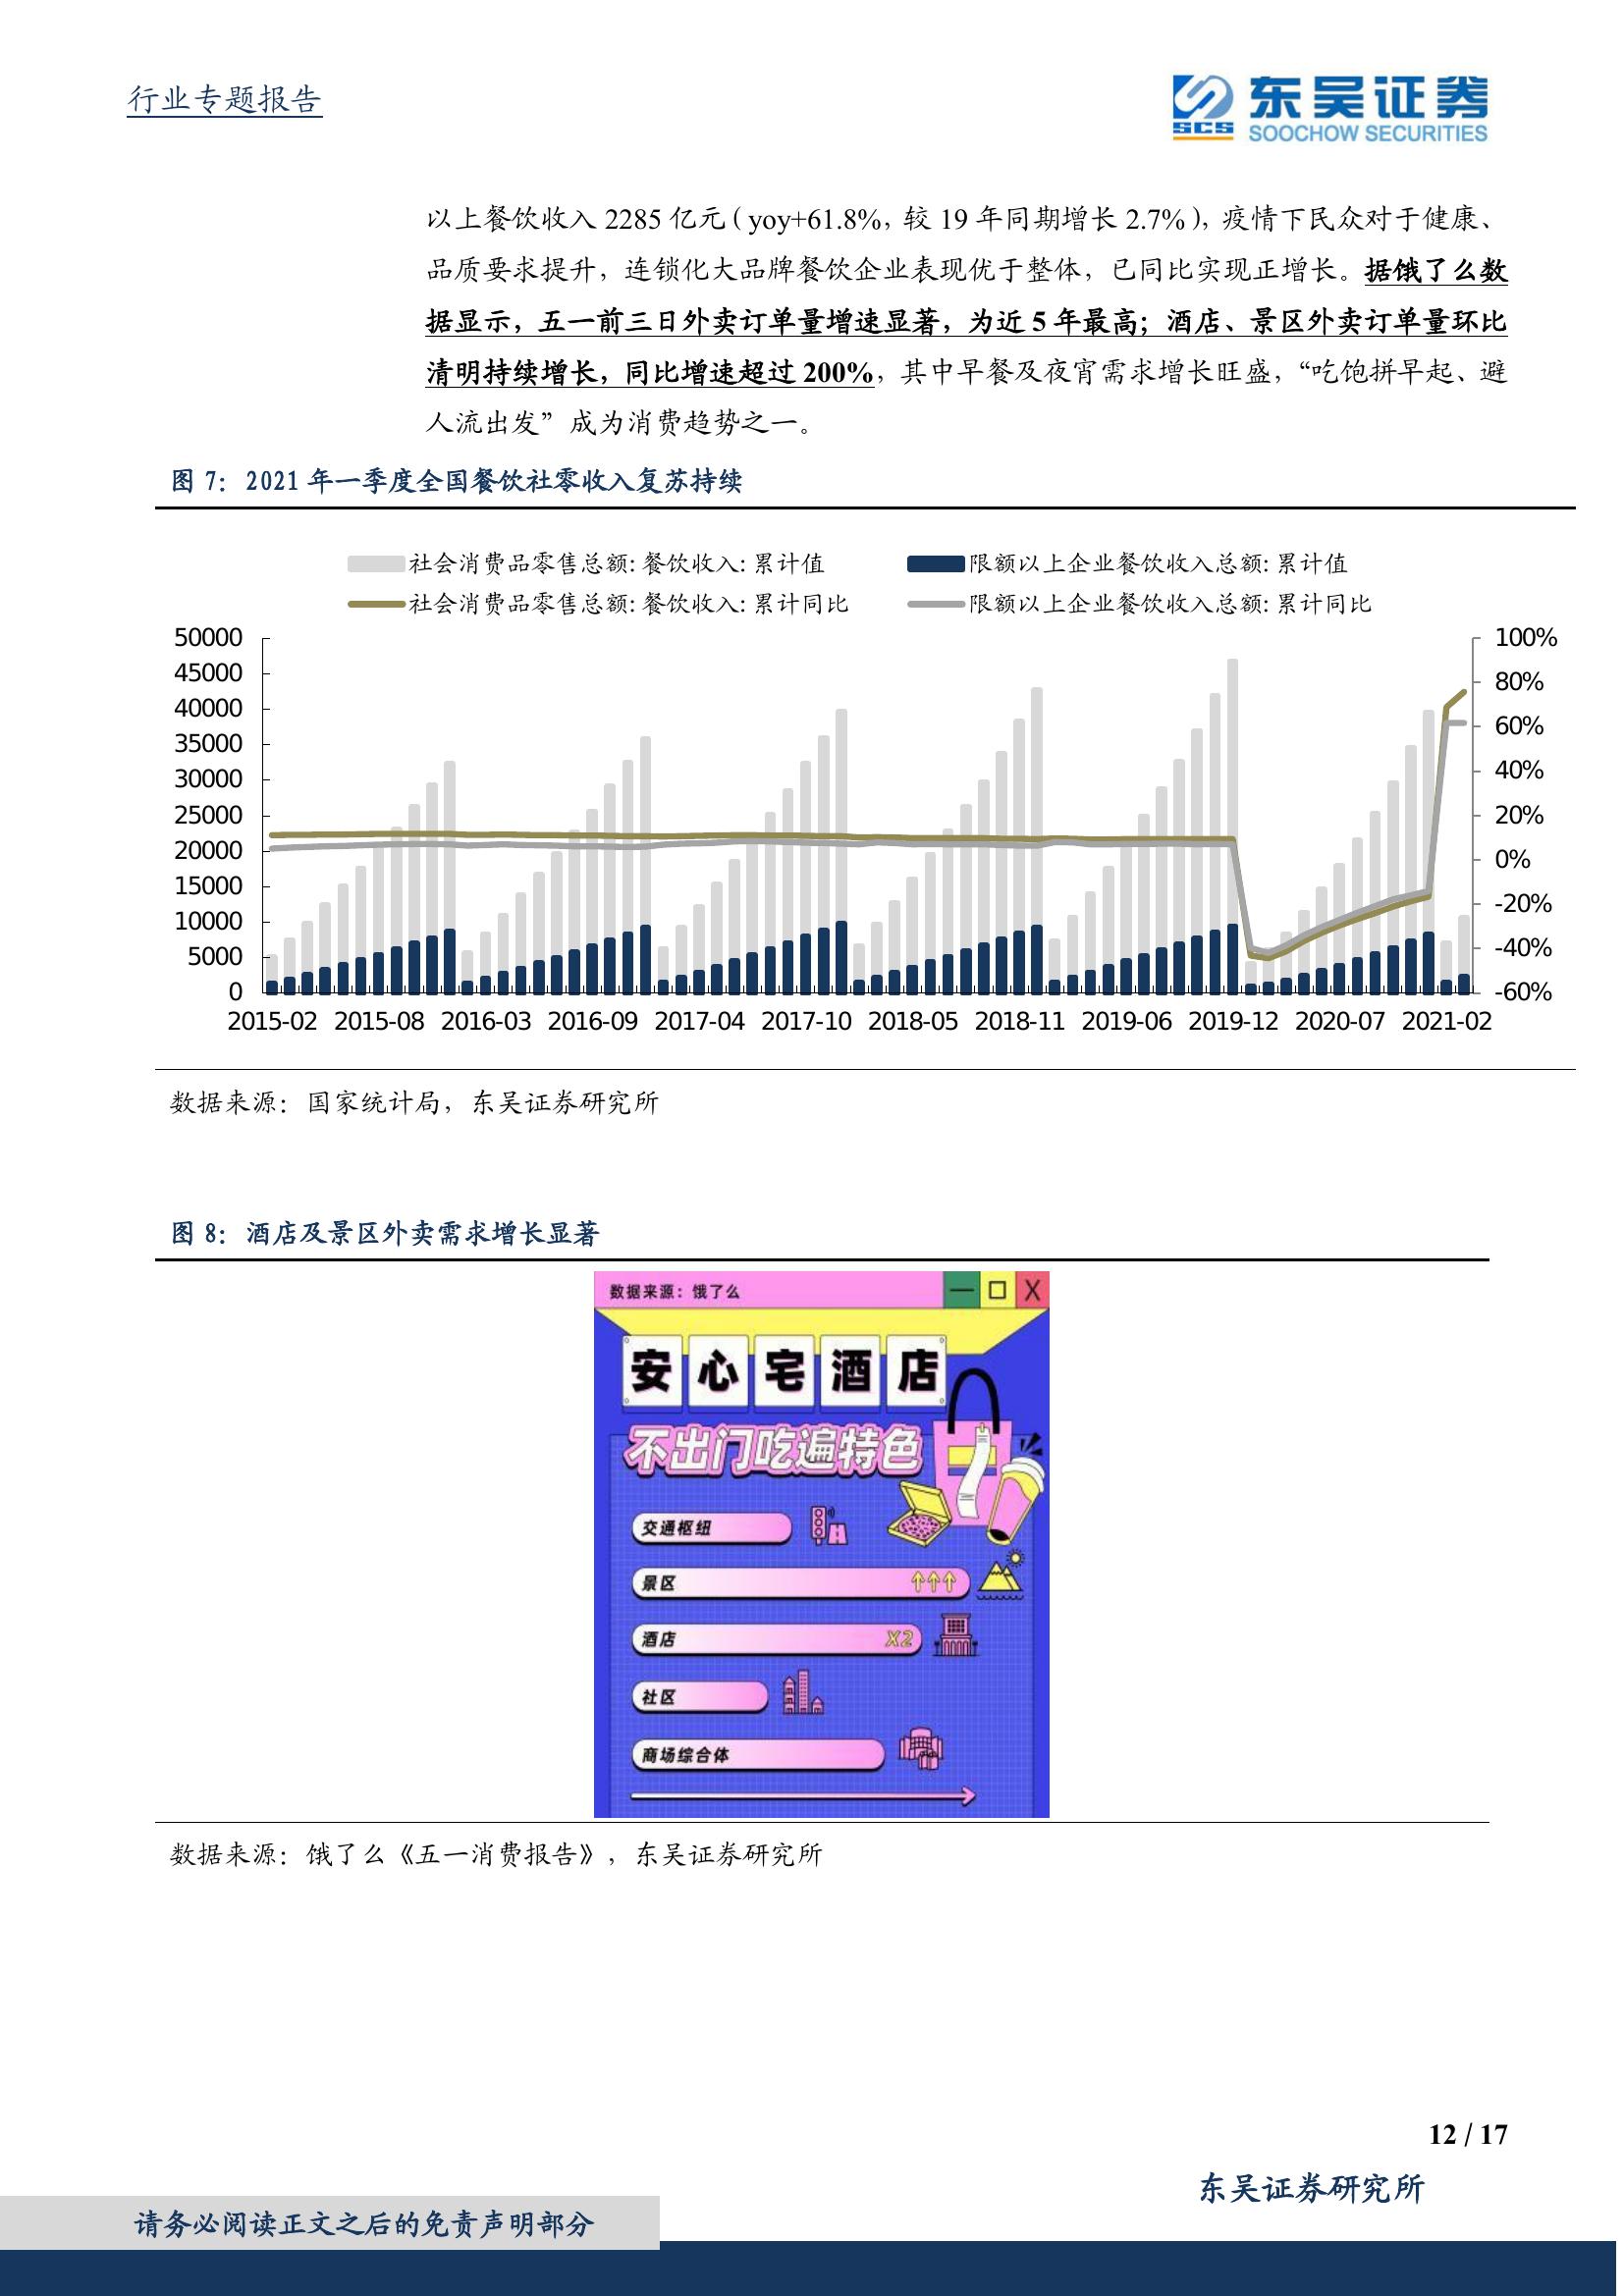 行业专题报告
东吴证券
SCS
SOOCHOW SECURITIES
以上餐饮收入 2285 亿元（yoy+61.8%，较 19 年同期增长 2.7%），疫情下民众对于健康、
品质要求提升，连锁化大品牌餐饮企业表现优于整体，已同比实现正增长。据饿了么数
据显示，五一前三日外卖订单量增速显著，为近 5 年最高；酒店、景区外卖订单量环比
清明持续增长，同比增速超过 200%，其中早餐及夜宵需求增长旺盛，“吃饱拼早起、避
人流出发”成为消费趋势之一。
图 7：2021 年一季度全国餐饮社零收入复苏持续
社会消费品零售总额:餐饮收入:累计值
限额以上企业餐饮收入总额:累计值
社会消费品零售总额:餐饮收入:累计同比
限额以上企业餐饮收入总额:累计同比
50000
45000
40000
35000
30000
25000
20000
15000
10000
5000
0
100%
80%
60%
40%
20%
0%
-20%
-40%
-60%
2015-02 2015-08 2016-03 2016-09 2017-04 2017-10 2018-05 2018-11 2019-06 2019-12 2020-07 2021-02
数据来源：国家统计局，东吴证券研究所
图 8：酒店及景区外卖需求增长显著
数据来源：饿了么
安心宅酒店
不出门吃遍特色
交通枢纽
景区
酒店 X2
社区
商场综合体
数据来源：饿了么《五一消费报告》，东吴证券研究所
12 / 17
东吴证券研究所
请务必阅读正文之后的免责声明部分